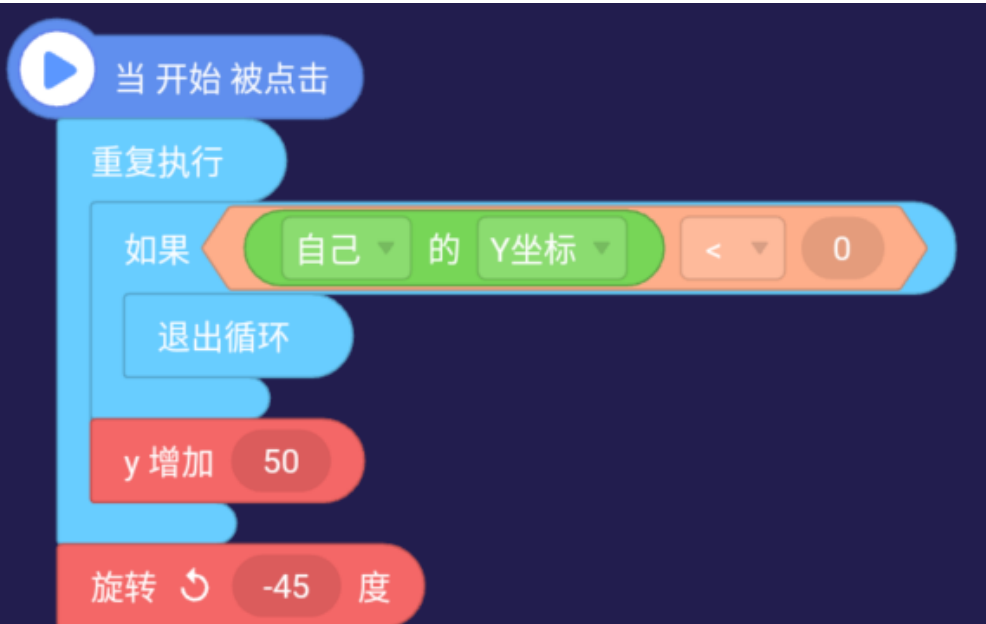 当 开始 被点击
重复执行
如果 自己 的 Y坐标 < 0
退出循环
y 增加 50
旋转 -45 度